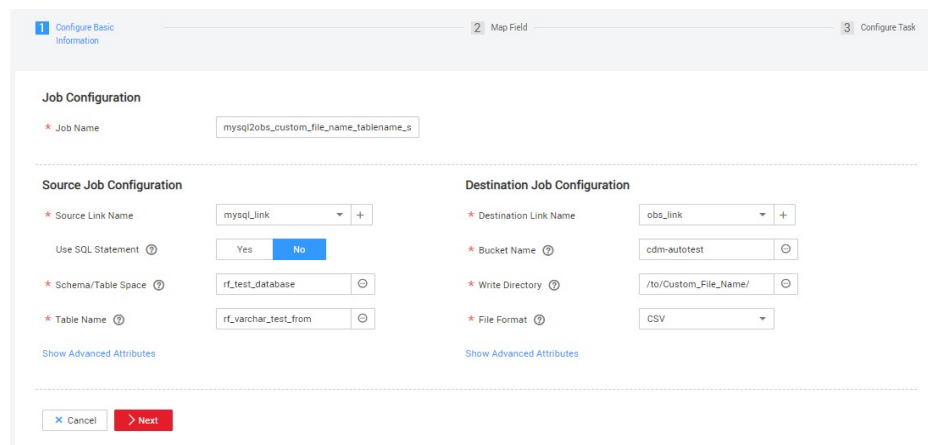 1 Configure Basic Information
2 Map Field
3 Configure Task
Job Configuration
* Job Name mysql2obs_custom_file_name_tablename_s
Source Job Configuration
* Source Link Name mysql_link +
Use SQL Statement ? Yes No
* Schema/Table Space ? rf_test_database
* Table Name ? rf_varchar_test_from
Show Advanced Attributes
Destination Job Configuration
* Destination Link Name obs_link +
* Bucket Name ? cdm-autotest
* Write Directory ? /to/Custom_File_Name/
* File Format ? CSV
Show Advanced Attributes
× Cancel
> Next